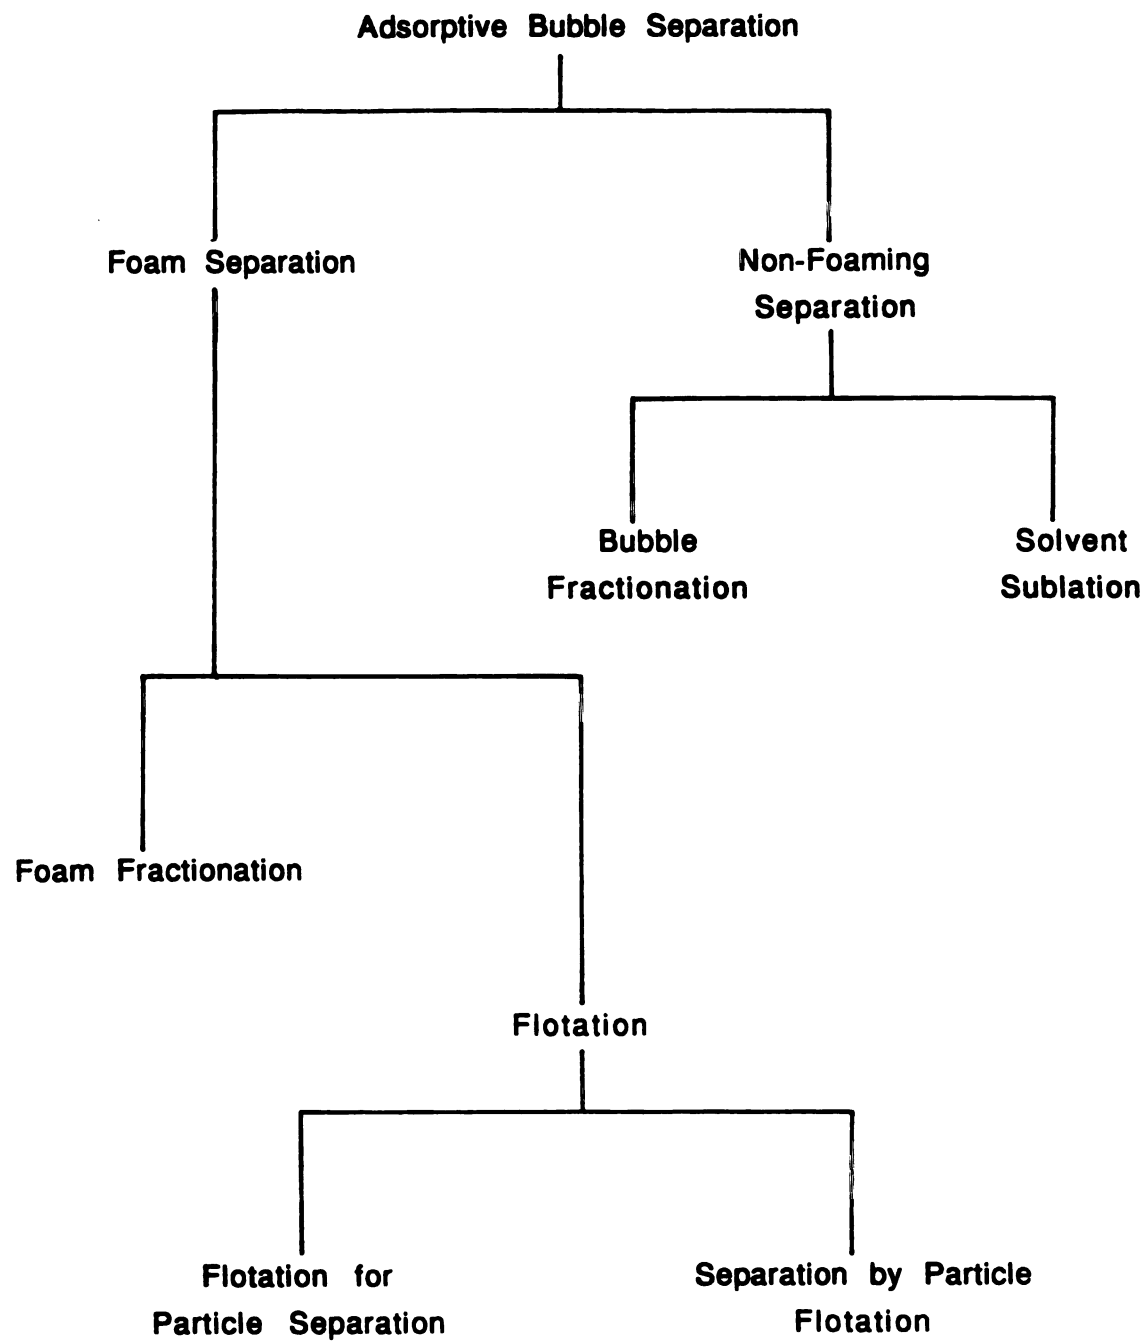 Adsorptive Bubble Separation
Foam Separation
Non-Foaming
Separation
Bubble
Fractionation
Solvent
Sublation
Foam Fractionation
Flotation
Flotation for
Particle Separation
Separation by Particle
Flotation